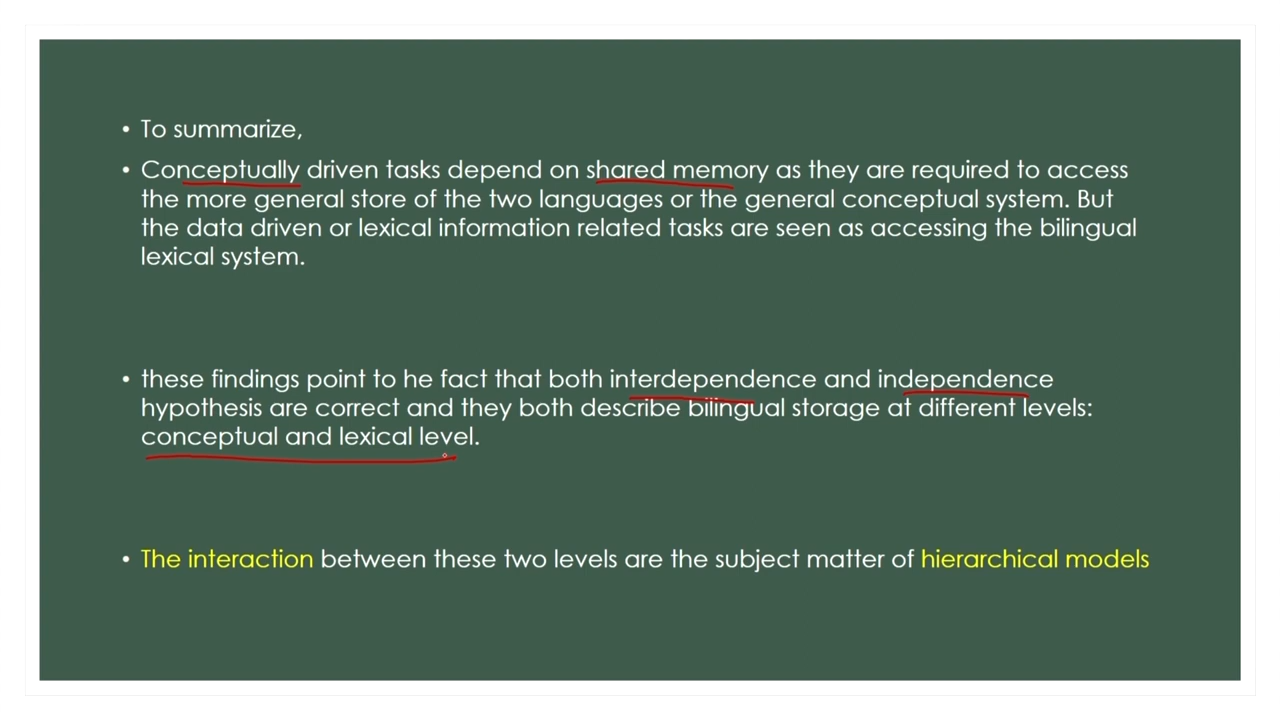 • To summarize,
• Conceptually driven tasks depend on shared memory as they are required to access
the more general store of the two languages or the general conceptual system. But
the data driven or lexical information related tasks are seen as accessing the bilingual
lexical system.
• these findings point to he fact that both interdependence and independence
hypothesis are correct and they both describe bilingual storage at different levels:
conceptual and lexical level.
• The interaction between these two levels are the subject matter of hierarchical models